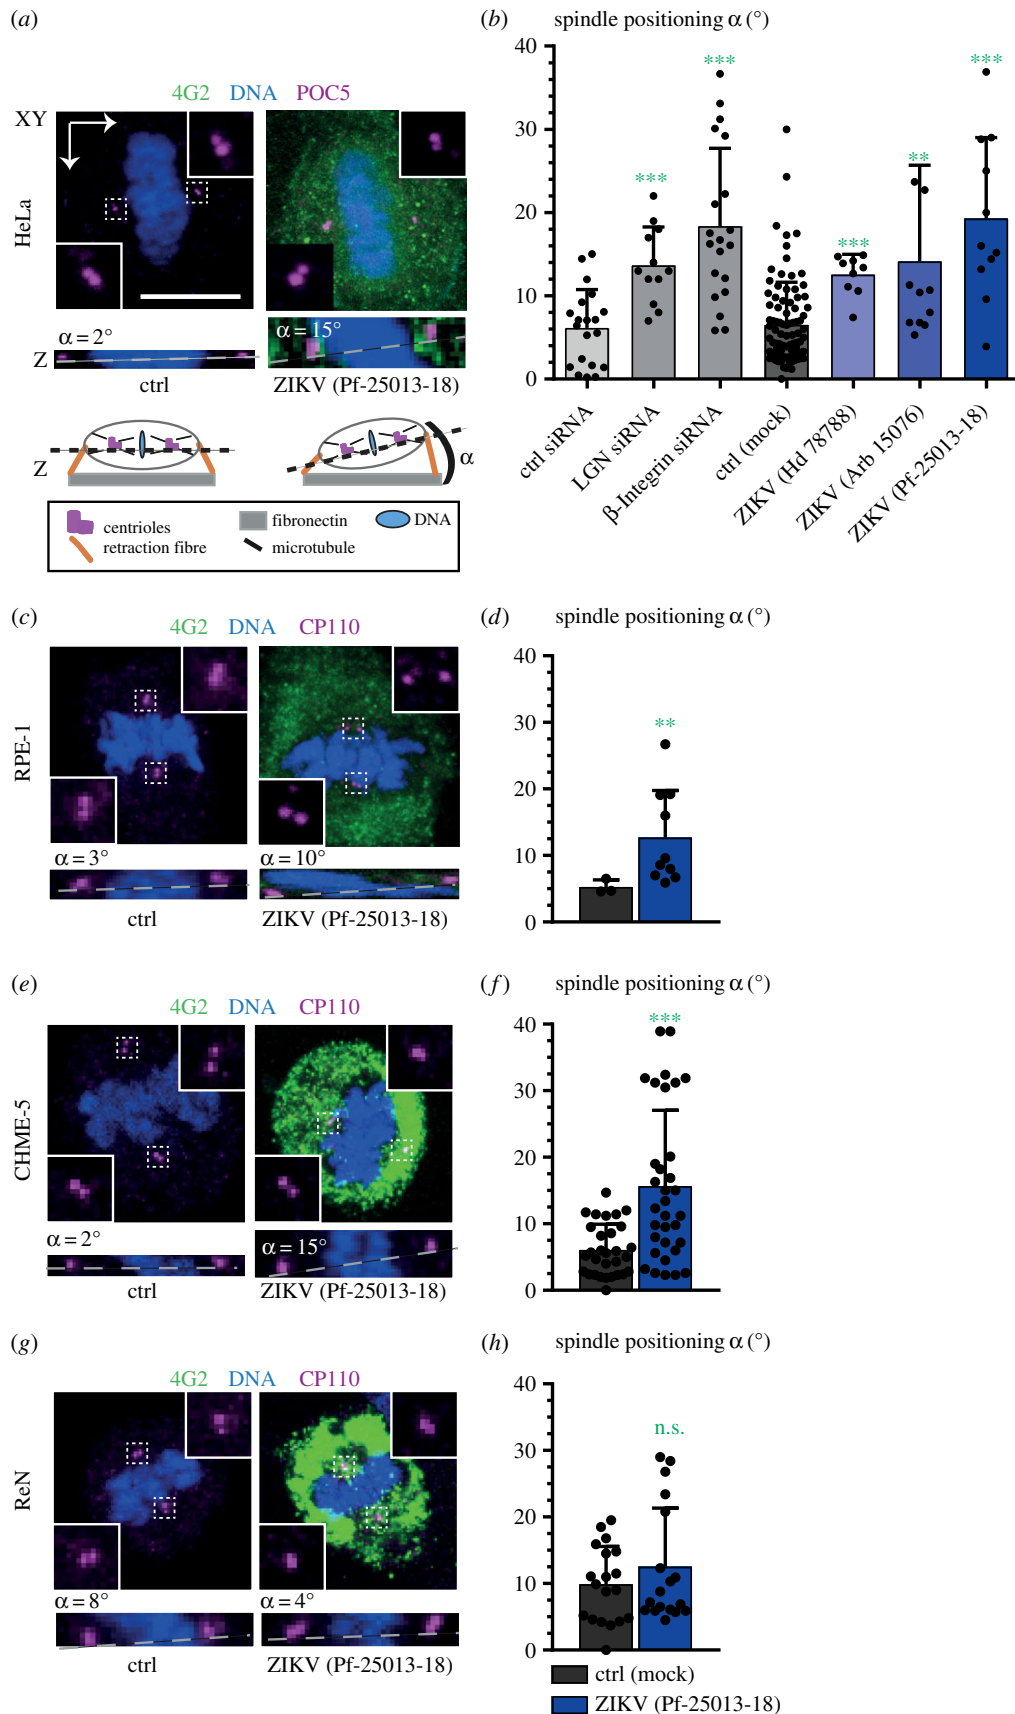 (a)
4G2 DNA POC5
XY
HeLa
α = 2°
α = 15°
Z
ctrl
ZIKV (Pf-25013-18)
Z
α
centrioles
fibronectin
DNA
retraction fibre
microtubule
(b)
spindle positioning α (°)
40
30
20
10
0
***
***
***
**
***
ctrl siRNA
LGN siRNA
β-Integrin siRNA
ctrl (mock)
ZIKV (Hd 78788)
ZIKV (Arb 15076)
ZIKV (Pf-25013-18)
(c)
4G2 DNA CP110
RPE-1
α = 3°
α = 10°
ctrl
ZIKV (Pf-25013-18)
(d)
spindle positioning α (°)
40
30
20
10
0
**
(e)
4G2 DNA CP110
CHME-5
α = 2°
α = 15°
ctrl
ZIKV (Pf-25013-18)
(f)
spindle positioning α (°)
40
30
20
10
0
***
(g)
4G2 DNA CP110
ReN
α = 8°
α = 4°
ctrl
ZIKV (Pf-25013-18)
(h)
spindle positioning α (°)
40
30
20
10
0
n.s.
ctrl (mock)
ZIKV (Pf-25013-18)